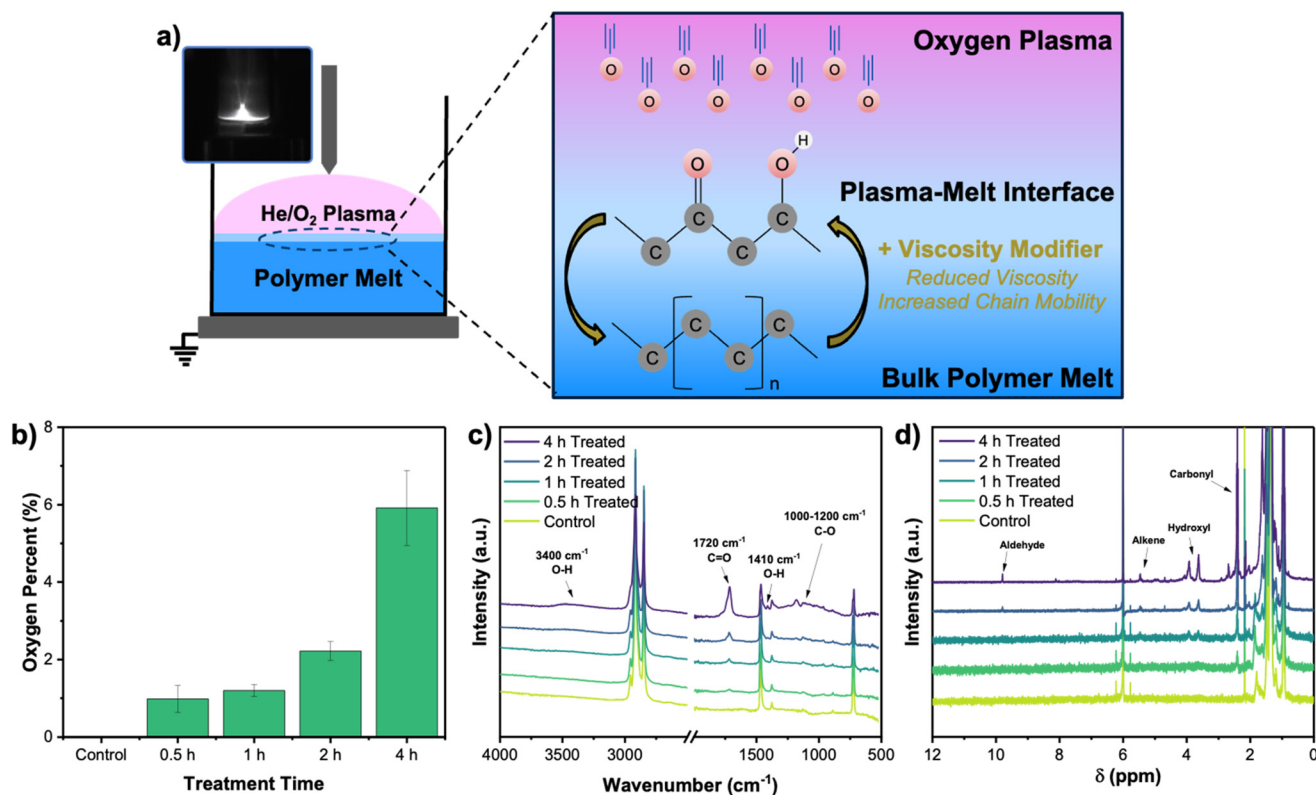 a)
He/O₂ Plasma
Polymer Melt
Oxygen Plasma
O O O O
O O O O
H
O O
Plasma-Melt Interface
C C
C C C
+ Viscosity Modifier
Reduced Viscosity
Increased Chain Mobility
C C
C C
n
Bulk Polymer Melt
b)
Oxygen Percent (%)
8
6
4
2
0
Control 0.5 h 1 h 2 h 4 h
Treatment Time
c)
4 h Treated
2 h Treated
1 h Treated
0.5 h Treated
Control
3400 cm⁻¹
O-H
1720 cm⁻¹
C=O
1410 cm⁻¹
O-H
1000-1200 cm⁻¹
C-O
Intensity (a.u.)
4000 3000 1500 1000 500
Wavenumber (cm⁻¹)
d)
4 h Treated
2 h Treated
1 h Treated
0.5 h Treated
Control
Carbonyl
Hydroxyl
Alkene
Aldehyde
Intensity (a.u.)
12 10 8 6 4 2 0
δ (ppm)